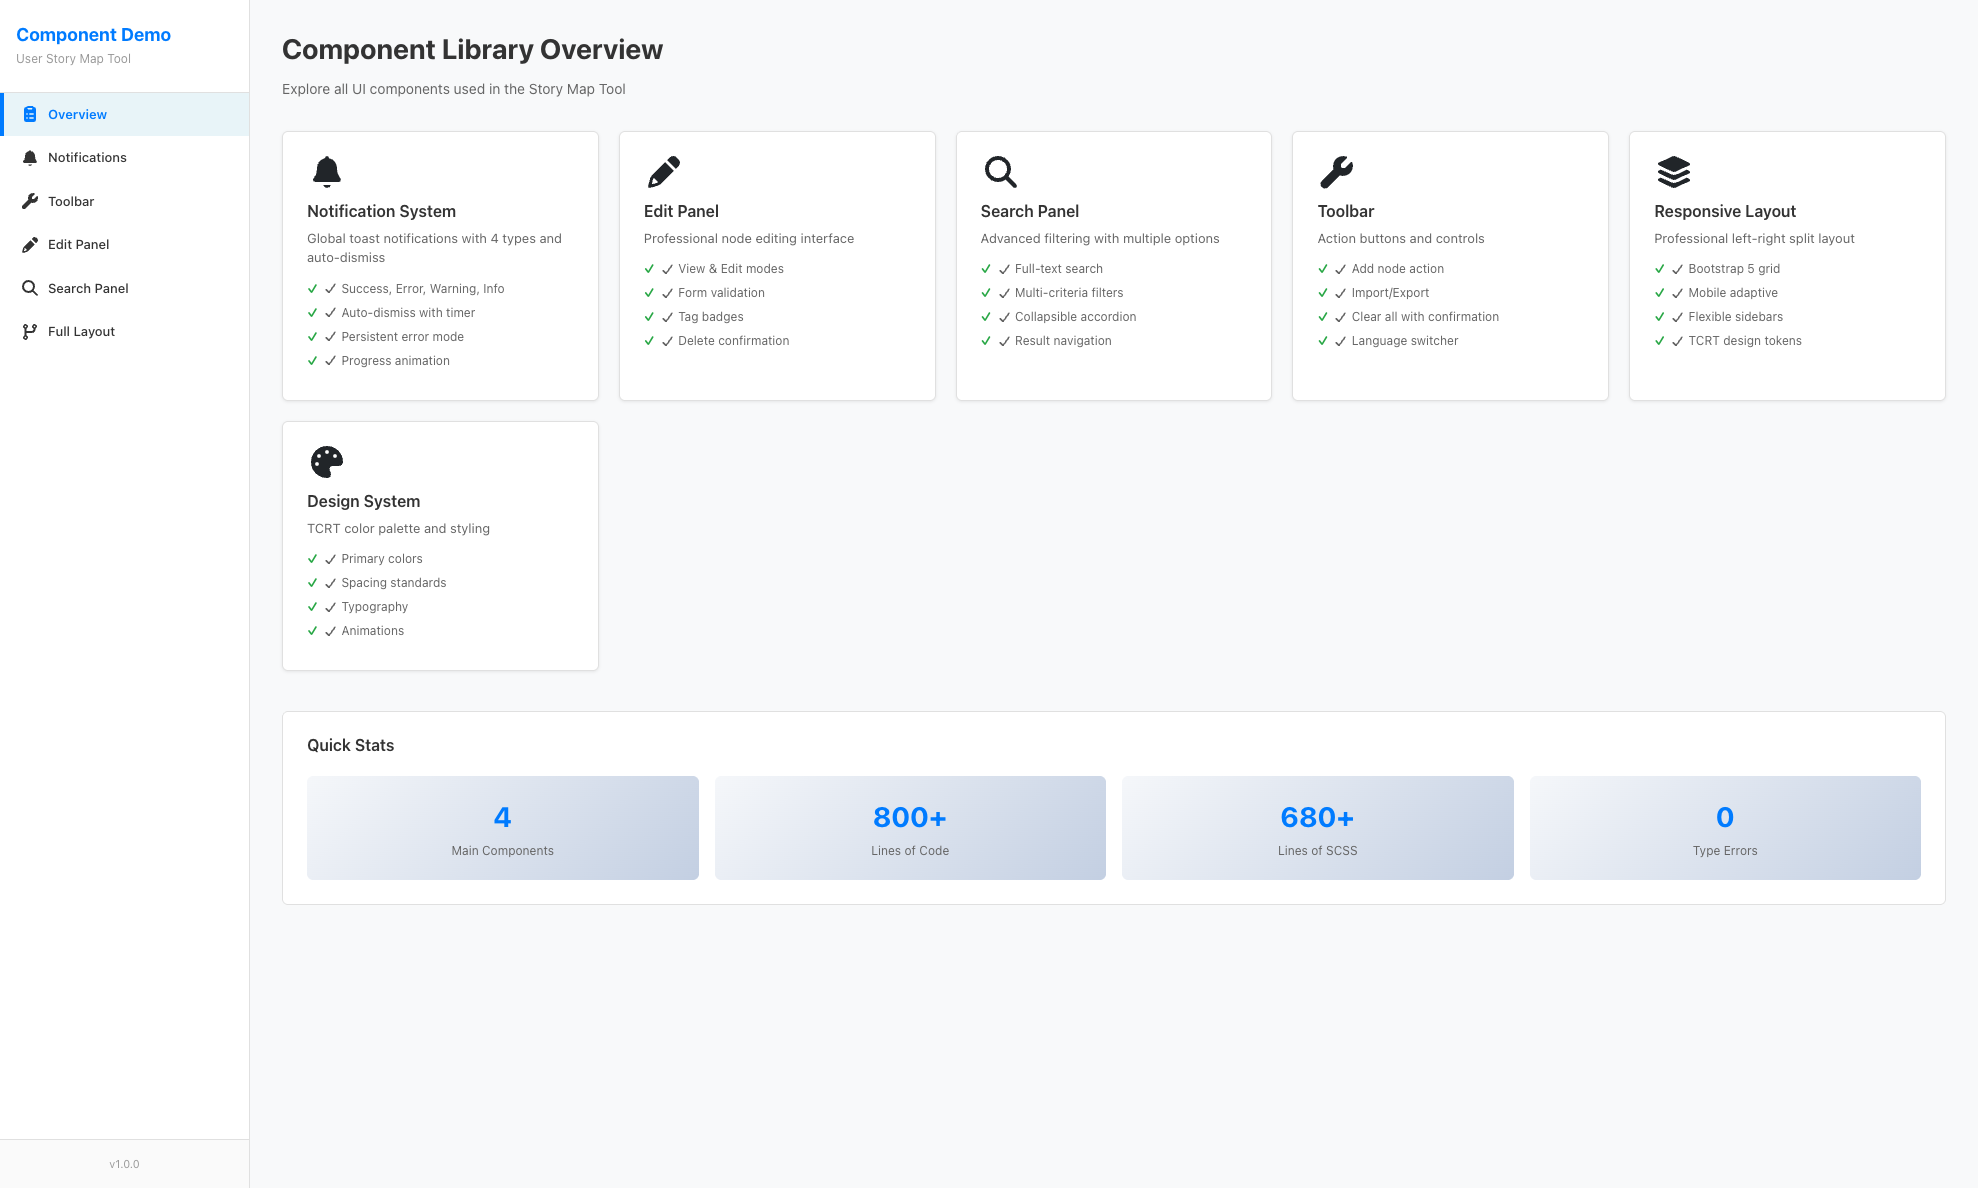 Component Demo
User Story Map Tool
Overview
Notifications
Toolbar
Edit Panel
Search Panel
Full Layout
v1.0.0
Component Library Overview
Explore all UI components used in the Story Map Tool
Notification System
Global toast notifications with 4 types and
auto-dismiss
✓ ✓ Success, Error, Warning, Info
✓ ✓ Auto-dismiss with timer
✓ ✓ Persistent error mode
✓ ✓ Progress animation
Edit Panel
Professional node editing interface
✓ ✓ View & Edit modes
✓ ✓ Form validation
✓ ✓ Tag badges
✓ ✓ Delete confirmation
Search Panel
Advanced filtering with multiple options
✓ ✓ Full-text search
✓ ✓ Multi-criteria filters
✓ ✓ Collapsible accordion
✓ ✓ Result navigation
Toolbar
Action buttons and controls
✓ ✓ Add node action
✓ ✓ Import/Export
✓ ✓ Clear all with confirmation
✓ ✓ Language switcher
Responsive Layout
Professional left-right split layout
✓ ✓ Bootstrap 5 grid
✓ ✓ Mobile adaptive
✓ ✓ Flexible sidebars
✓ ✓ TCRT design tokens
Design System
TCRT color palette and styling
✓ ✓ Primary colors
✓ ✓ Spacing standards
✓ ✓ Typography
✓ ✓ Animations
Quick Stats
4
Main Components
800+
Lines of Code
680+
Lines of SCSS
0
Type Errors